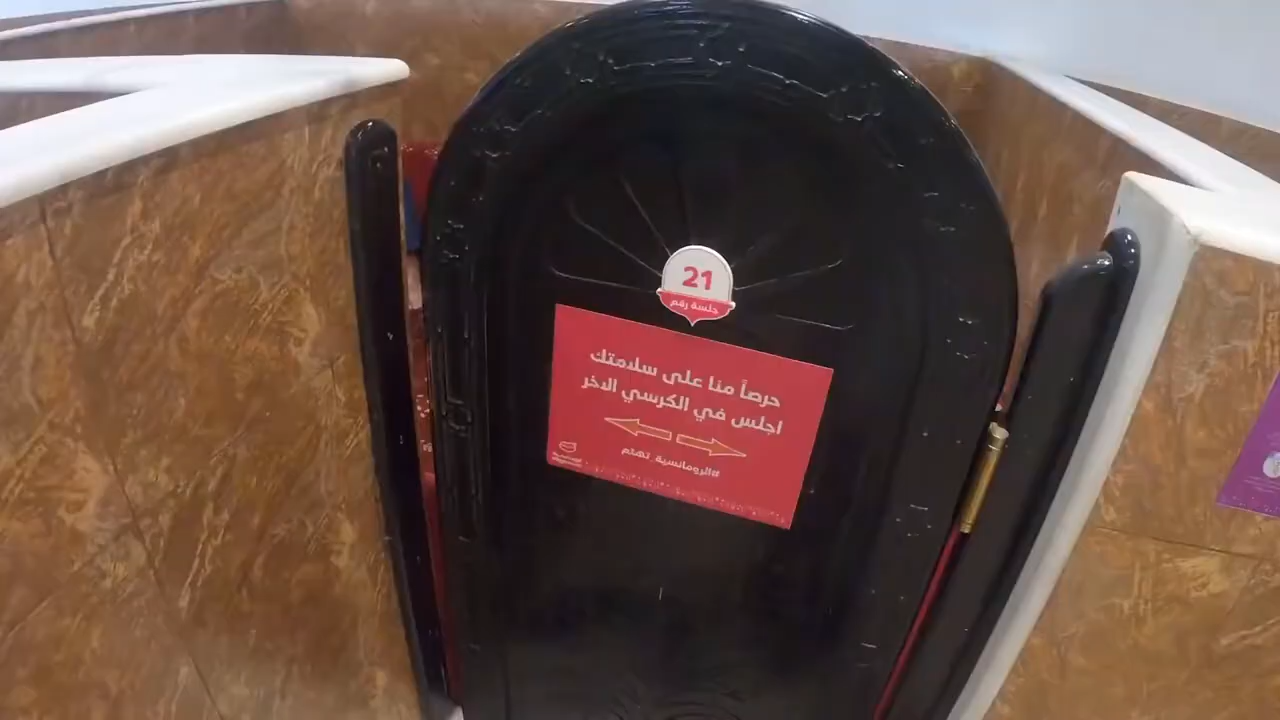 21
جلسة رقم
حرصاً منا على سلامتك
اجلس في الكرسي الاخر
#الرومانسية_تهتم